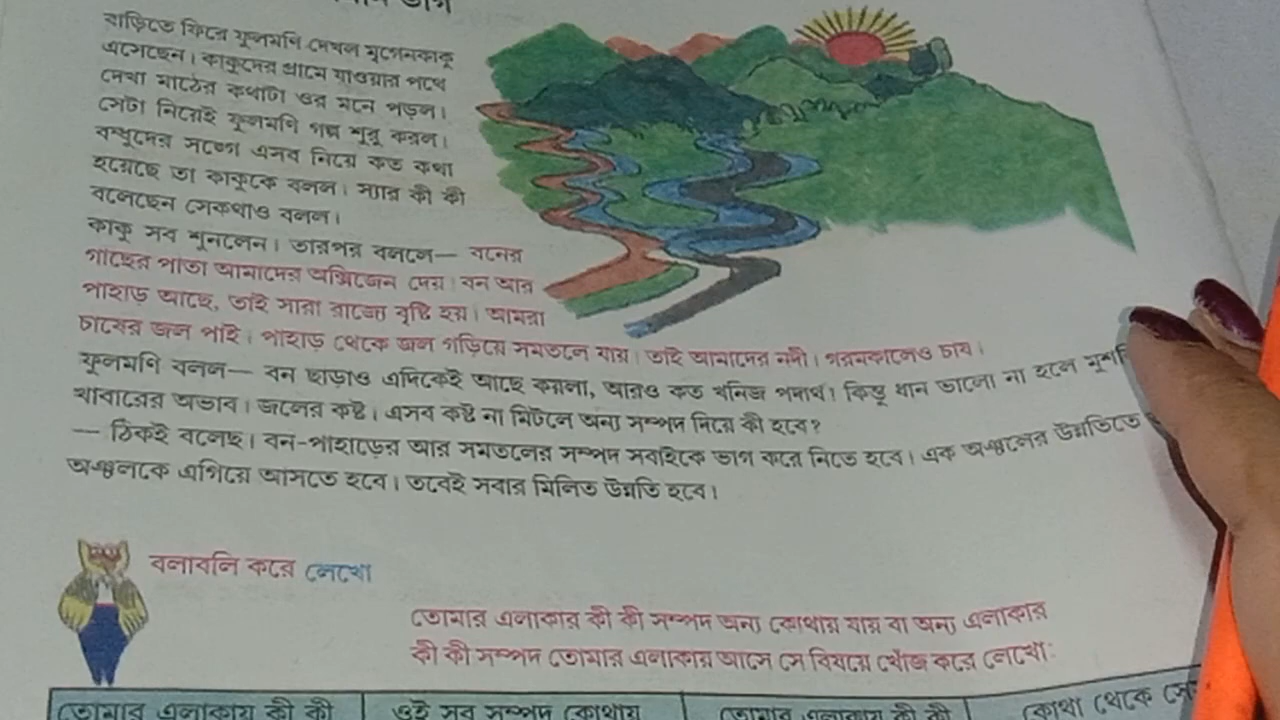 ভাগ
বাড়িতে ফিরে ফুলমণি দেখল মৃগেনকাকু
এসেছেন। কাকুদের গ্রামে যাওয়ার পথে
দেখা মাঠের কথাটা ওর মনে পড়ল।
সেটা নিয়েই ফুলমণি গল্প শুরু করল।
বন্ধুদের সঙ্গে এসব নিয়ে কত কথা
হয়েছে তা কাকুকে বলল। স্যার কী কী
বলেছেন সেকথাও বলল।
কাকু সব শুনলেন। তারপর বললে— বনের
গাছের পাতা আমাদের অক্সিজেন দেয়। বন আর
পাহাড় আছে, তাই সারা রাজ্যে বৃষ্টি হয়। আমরা
চাষের জল পাই। পাহাড় থেকে জল গড়িয়ে সমতলে যায়। তাই আমাদের নদী। গরমকালেও চাষ।
ফুলমণি বলল— বন ছাড়াও এদিকেই আছে কয়লা, আরও কত খনিজ পদার্থ। কিন্তু ধান ভালো না হলে
খাবারের অভাব। জলের কষ্ট। এসব কষ্ট না মিটলে অন্য সম্পদ দিয়ে কী হবে?
— ঠিকই বলেছ। বন-পাহাড়ের আর সমতলের সম্পদ সবাইকে ভাগ করে নিতে হবে। এক অঞ্চলের উন্নতিতে
অঞ্চলকে এগিয়ে আসতে হবে। তবেই সবার মিলিত উন্নতি হবে।
বলাবলি করে লেখো
তোমার এলাকার কী কী সম্পদ অন্য কোথায় যায় বা অন্য এলাকার
কী কী সম্পদ তোমার এলাকায় আসে সে বিষয়ে খোঁজ করে লেখো:
তোমার এলাকায় কী কী
ওই সব সম্পদ কোথায়
তোমার এলাকায় কী কী
কোথা থেকে